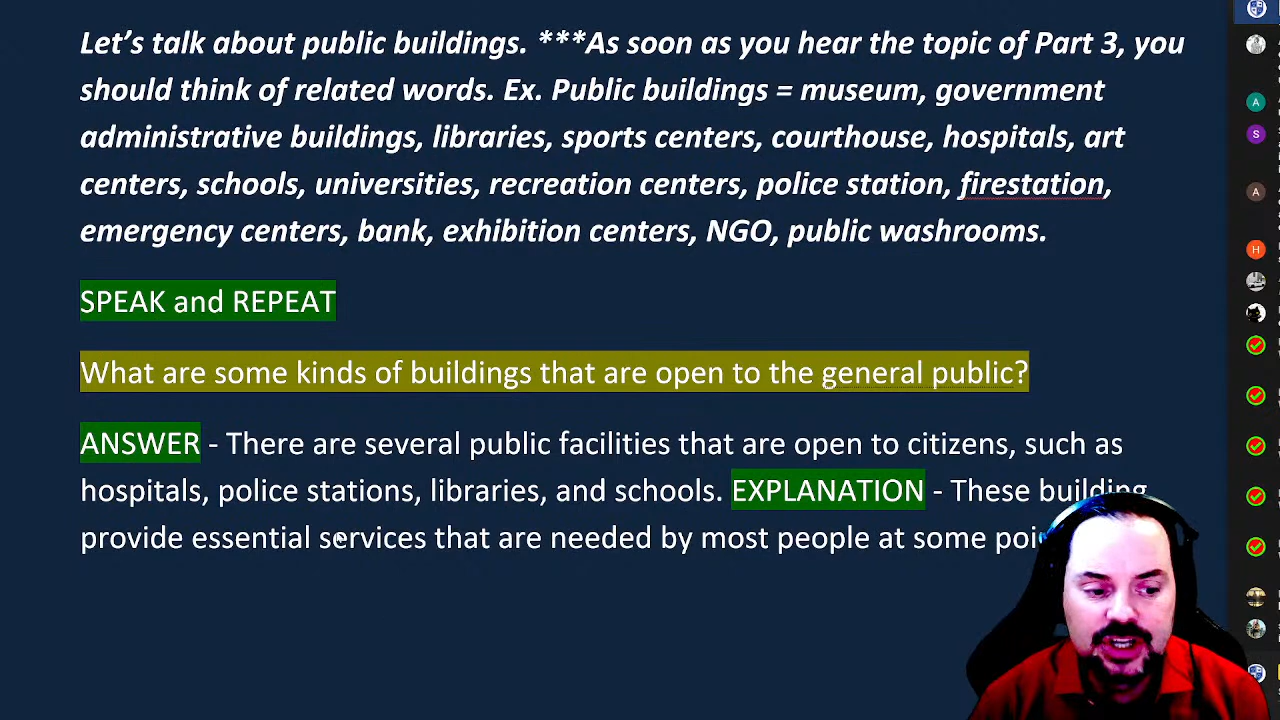 Let's talk about public buildings. ***As soon as you hear the topic of Part 3, you
should think of related words. Ex. Public buildings = museum, government
administrative buildings, libraries, sports centers, courthouse, hospitals, art
centers, schools, universities, recreation centers, police station, firestation,
emergency centers, bank, exhibition centers, NGO, public washrooms.
SPEAK and REPEAT
What are some kinds of buildings that are open to the general public?
ANSWER - There are several public facilities that are open to citizens, such as
hospitals, police stations, libraries, and schools. EXPLANATION - These building
provide essential services that are needed by most people at some
A
S
A
H